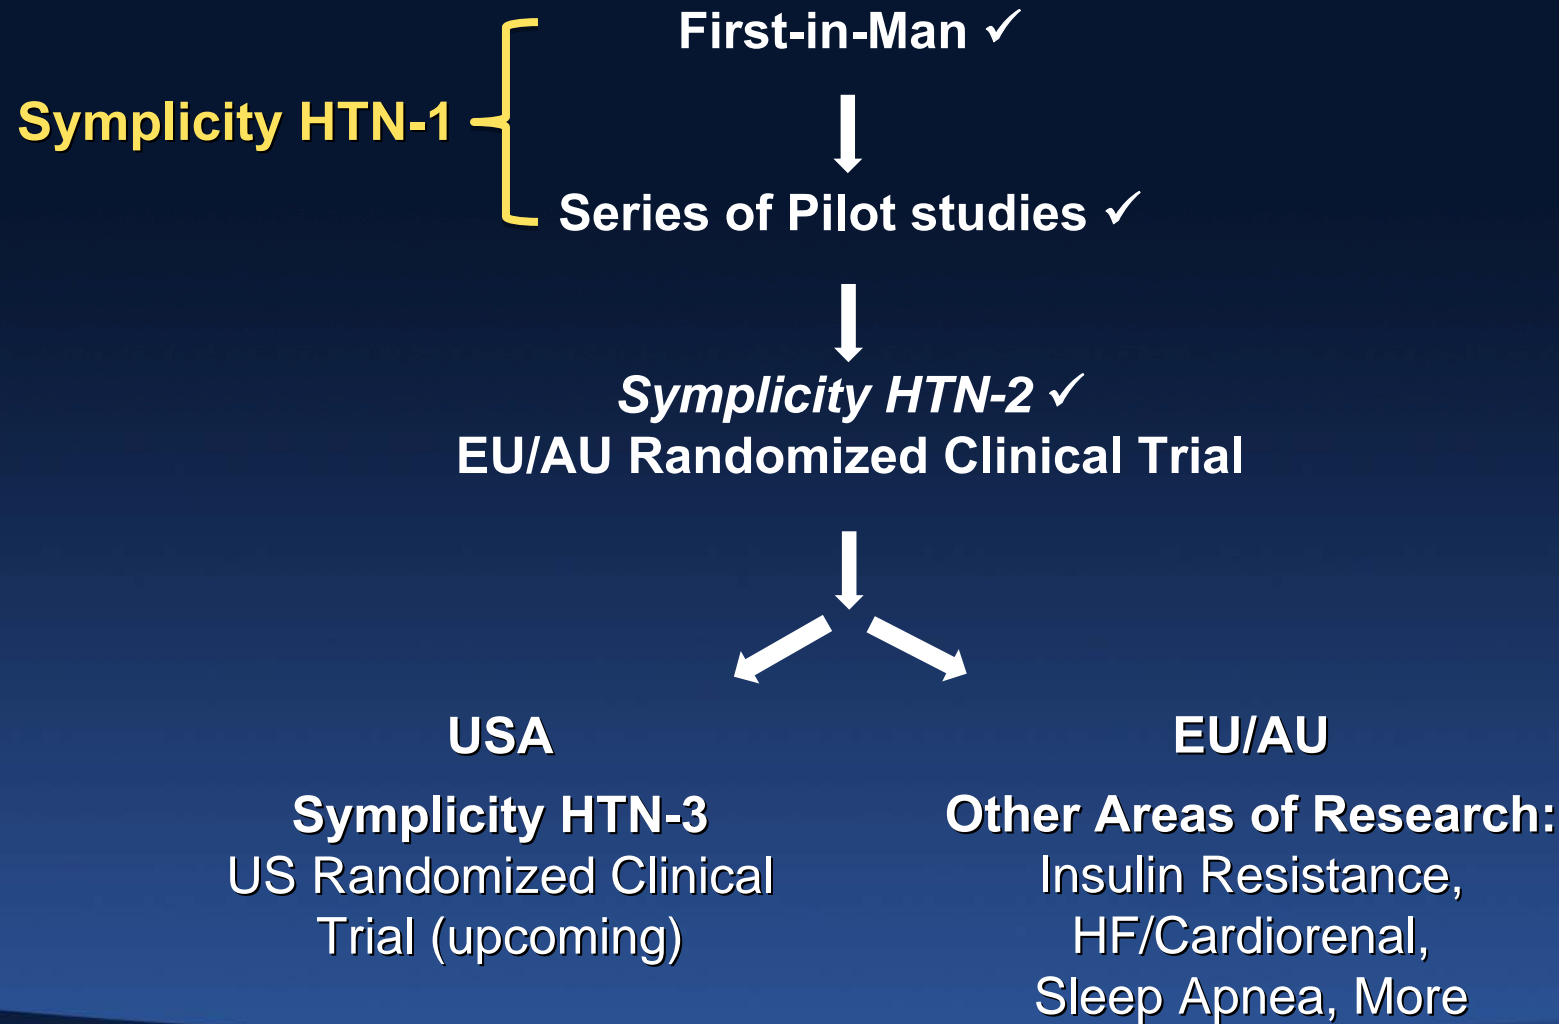 First-in-Man ✓
Symplicity HTN-1
Series of Pilot studies ✓
Symplicity HTN-2 ✓
EU/AU Randomized Clinical Trial
USA
Symplicity HTN-3
US Randomized Clinical
Trial (upcoming)
EU/AU
Other Areas of Research:
Insulin Resistance,
HF/Cardiorenal,
Sleep Apnea, More